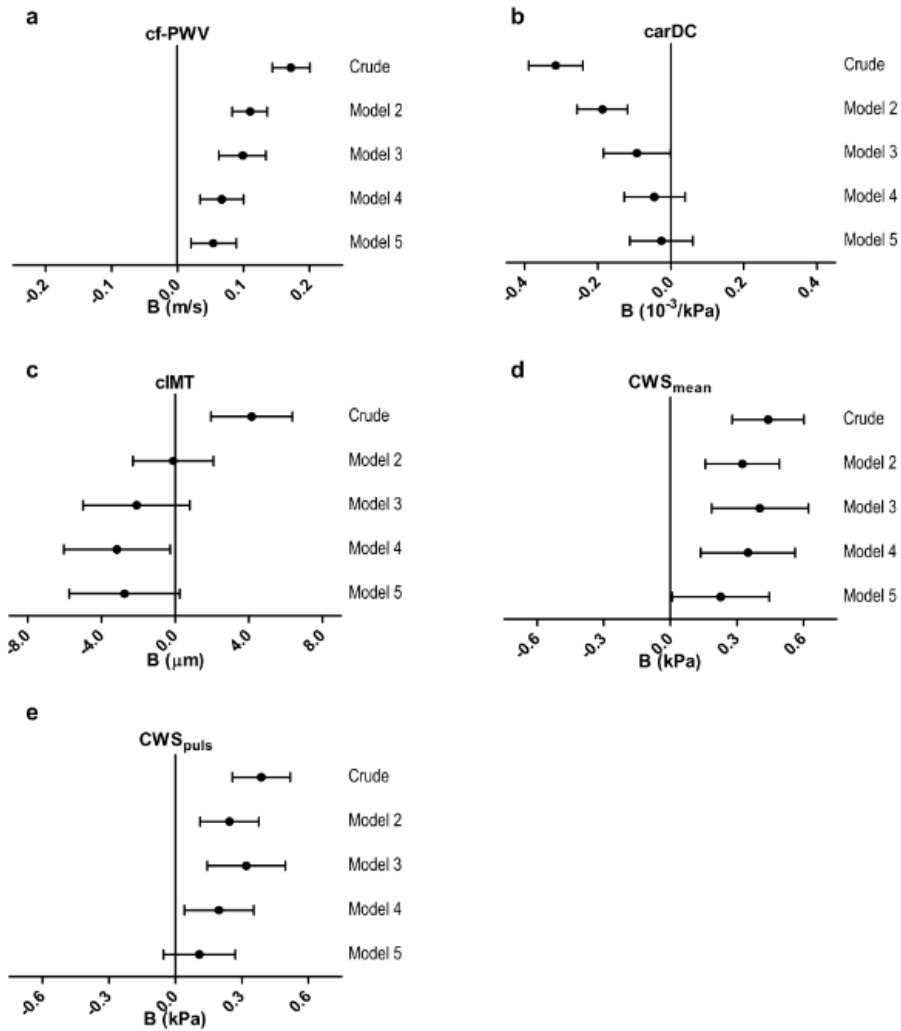 a
cf-PWV
Crude
Model 2
Model 3
Model 4
Model 5
-0.2 -0.1 0.0 0.1 0.2
B (m/s)
b
carDC
Crude
Model 2
Model 3
Model 4
Model 5
-0.4 -0.2 0.0 0.2 0.4
B (10⁻³/kPa)
c
cIMT
Crude
Model 2
Model 3
Model 4
Model 5
-8.0 -4.0 0.0 4.0 8.0
B (μm)
d
CWSmean
Crude
Model 2
Model 3
Model 4
Model 5
-0.6 -0.3 0.0 0.3 0.6
B (kPa)
e
CWSpuls
Crude
Model 2
Model 3
Model 4
Model 5
-0.6 -0.3 0.0 0.3 0.6
B (kPa)